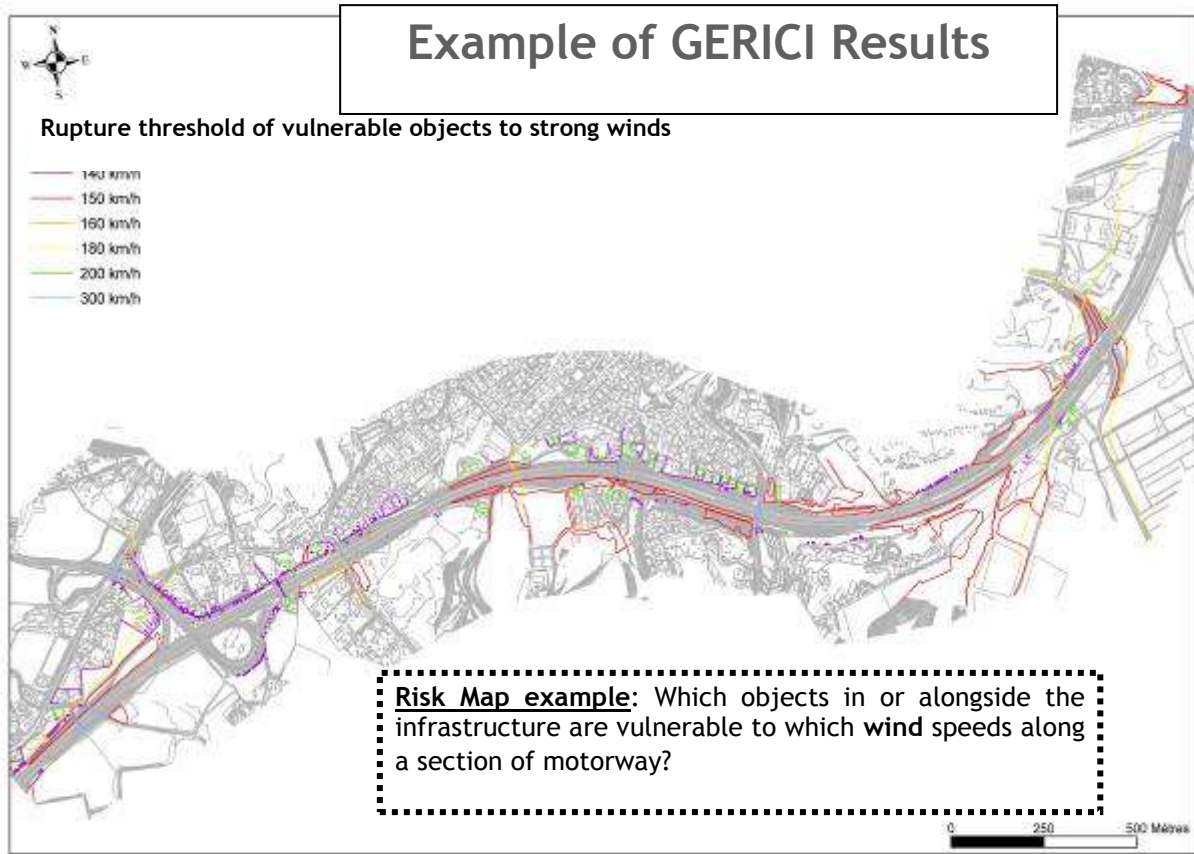 Example of GERICI Results
N
W E
S
Rupture threshold of vulnerable objects to strong winds
140 km/h
150 km/h
160 km/h
180 km/h
200 km/h
300 km/h
Risk Map example: Which objects in or alongside the
infrastructure are vulnerable to which wind speeds along
a section of motorway?
0 250 500 Mètres